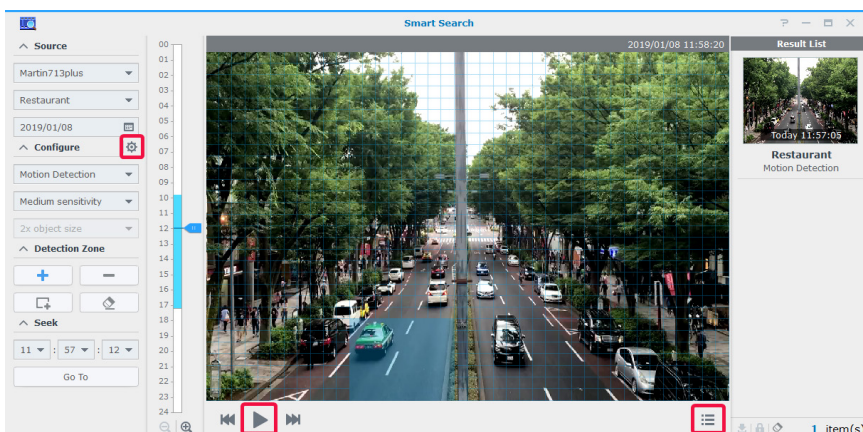 Smart Search
Source
Martin713plus
Restaurant
2019/01/08
Configure
Motion Detection
Medium sensitivity
2x object size
Detection Zone
Seek
11 : 57 : 12
Go To
00
01
02
03
04
05
06
07
08
09
10
11
12
13
14
15
16
17
18
19
20
21
22
23
24
2019/01/08 11:58:20
Result List
Today 11:57:05
Restaurant
Motion Detection
1 item(s)